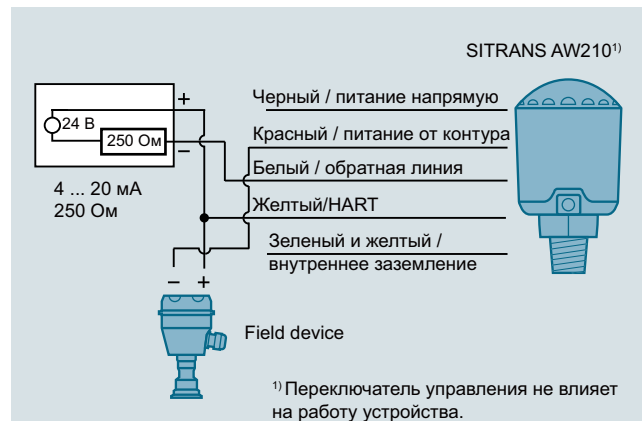 SITRANS AW210¹⁾
+
24 В
250 Ом
−
4 ... 20 мА
250 Ом
Черный / питание напрямую
Красный / питание от контура
Белый / обратная линия
Желтый/HART
Зеленый и желтый /
внутреннее заземление
− +
Field device
¹⁾ Переключатель управления не влияет
на работу устройства.